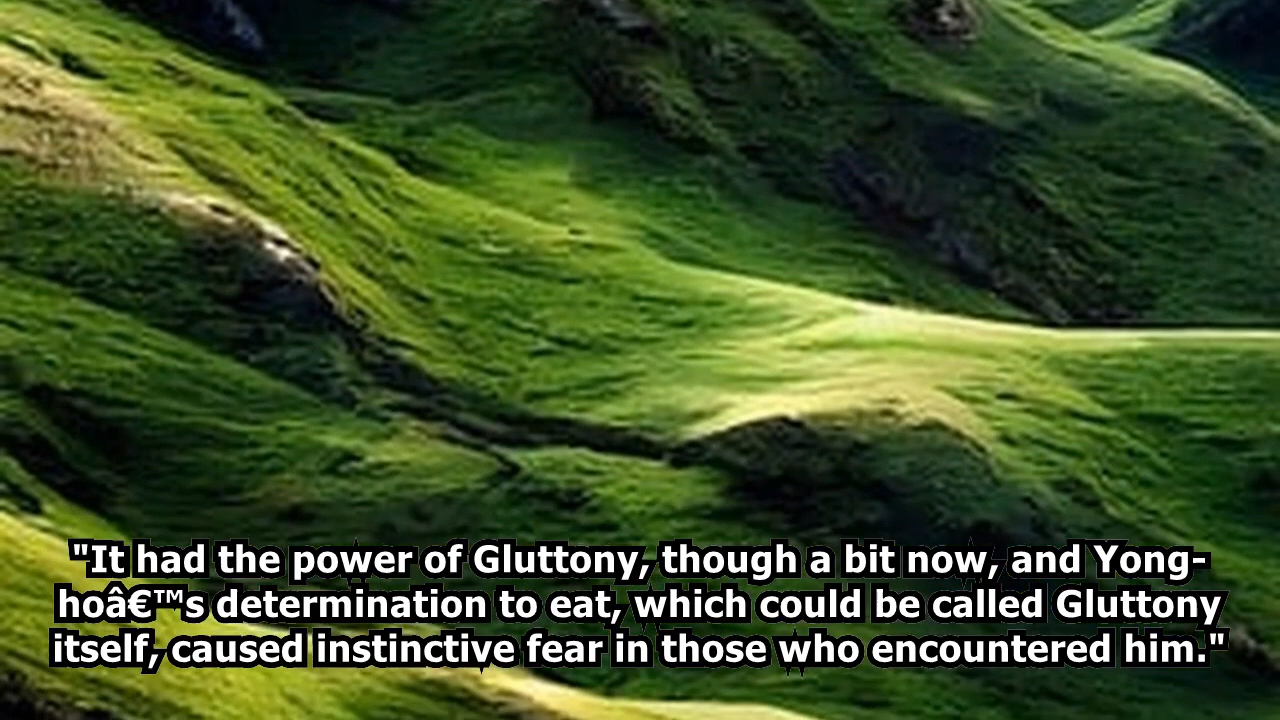 "It had the power of Gluttony, though a bit now, and Yong-
hoâ€™s determination to eat, which could be called Gluttony
itself, caused instinctive fear in those who encountered him."